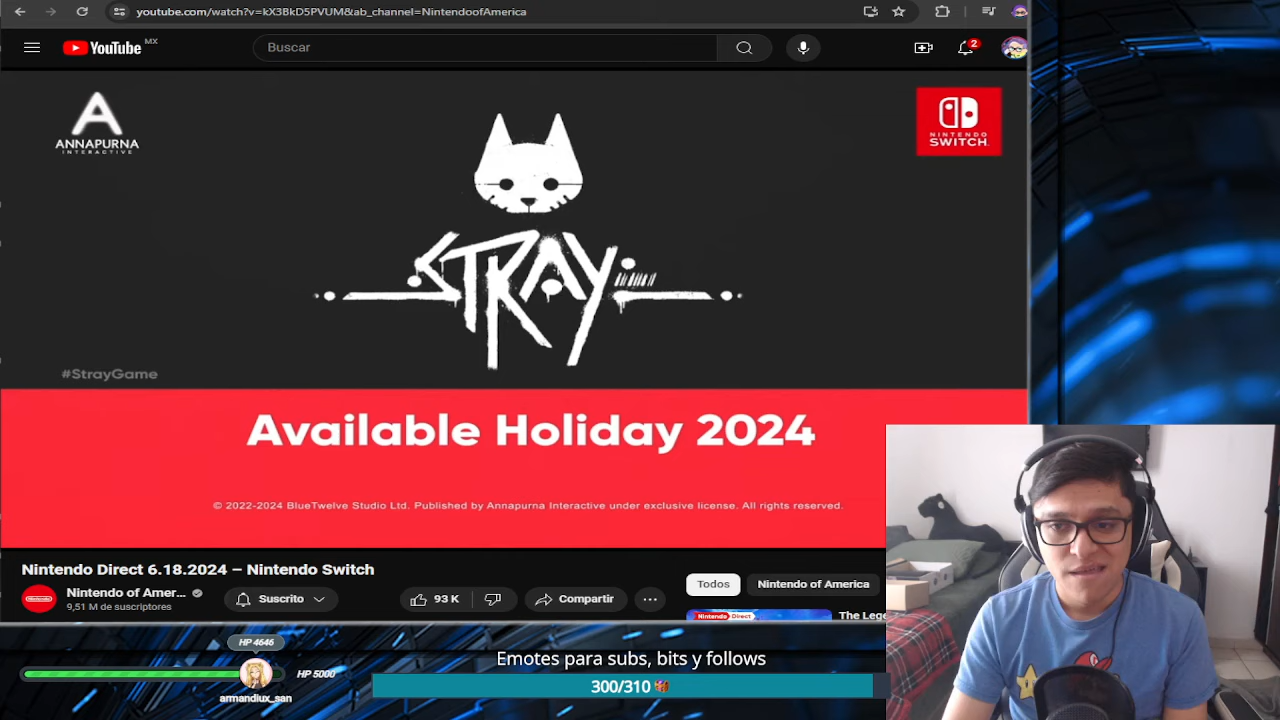 youtube.com/watch?v=kX3BkD5PVUM&ab_channel=NintendoofAmerica
YouTube MX
Buscar
2
ANNAPURNA
INTERACTIVE
NINTENDO
SWITCH
STRAY
#StrayGame
Available Holiday 2024
© 2022-2024 BlueTwelve Studio Ltd. Published by Annapurna Interactive under exclusive license. All rights reserved.
Nintendo Direct 6.18.2024 – Nintendo Switch
Nintendo of Amer...
9,51 M de suscriptores
Suscrito
93 K
Compartir
Todos
Nintendo of America
Nintendo Direct
The Lege
HP 4646
HP 5000
armandiux_san
Emotes para subs, bits y follows
300/310